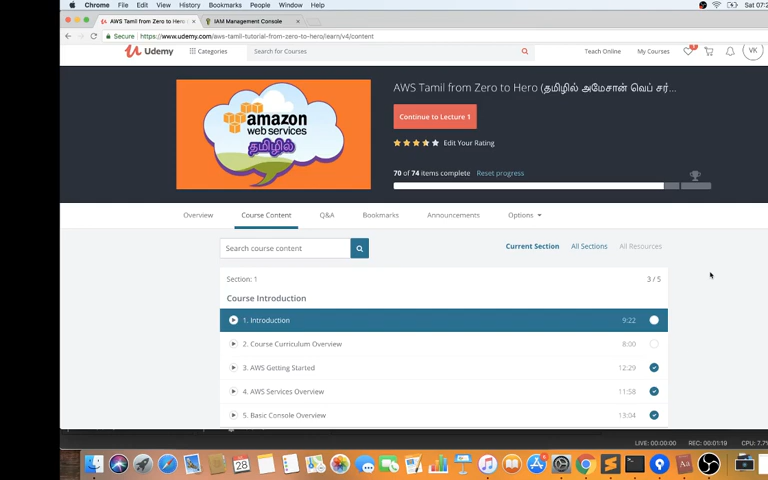 Chrome File Edit View History Bookmarks People Window Help
AWS Tamil from Zero to Hero
IAM Management Console
Secure https://www.udemy.com/aws-tamil-tutorial-from-zero-to-hero/learn/v4/content
Udemy Categories Search for Courses Teach Online My Courses VK
AWS Tamil from Zero to Hero (தமிழில் அமேசான் வெப் சர்...
amazon
web services
தமிழில்
Continue to Lecture 1
Edit Your Rating
70 of 74 items complete Reset progress
Overview Course Content Q&A Bookmarks Announcements Options
Search course content
Current Section All Sections All Resources
Section: 1 3 / 5
Course Introduction
1. Introduction 9:22
2. Course Curriculum Overview 8:00
3. AWS Getting Started 12:29
4. AWS Services Overview 11:58
5. Basic Console Overview 13:04
LIVE: 00:00:00 REC: 00:01:19
28